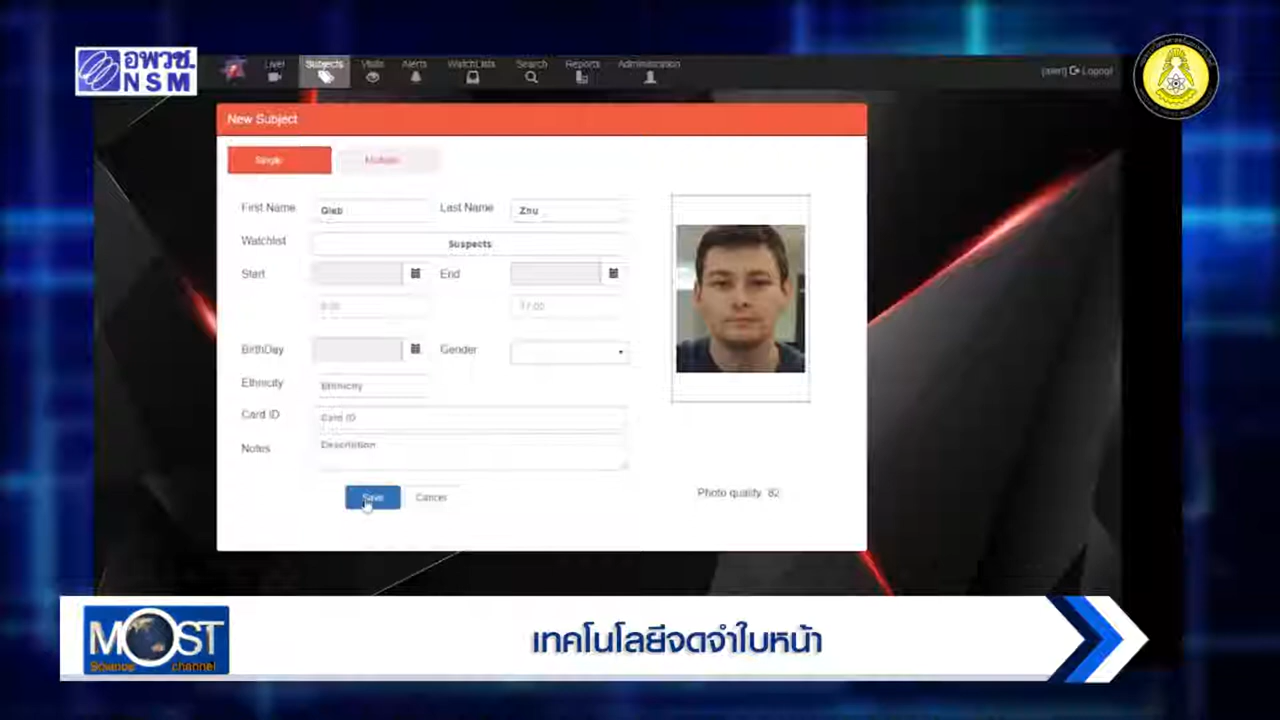 อพวช.
NSM
Live! Subjects Visits Alerts WatchLists Search Reports Administration
Logout
New Subject
Single Multiple
First Name Gleb Last Name Znu
Watchlist Suspects
Start End
17:00
BirthDay Gender
Ethnicity Ethnicity
Card ID Card ID
Notes Description
Save Cancel
Photo quality 82
MOST
Science channel
เทคโนโลยีจดจำใบหน้า